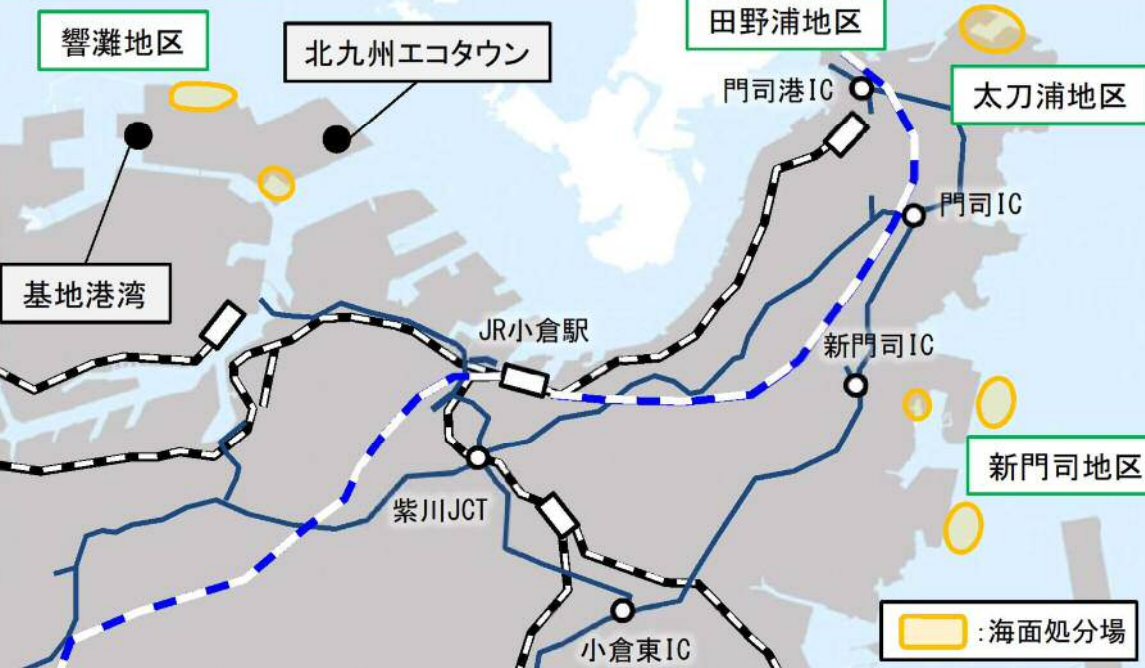 田野浦地区
響灘地区
北九州エコタウン
門司港IC
太刀浦地区
門司IC
基地港湾
JR小倉駅
新門司IC
新門司地区
紫川JCT
小倉東IC
:海面処分場